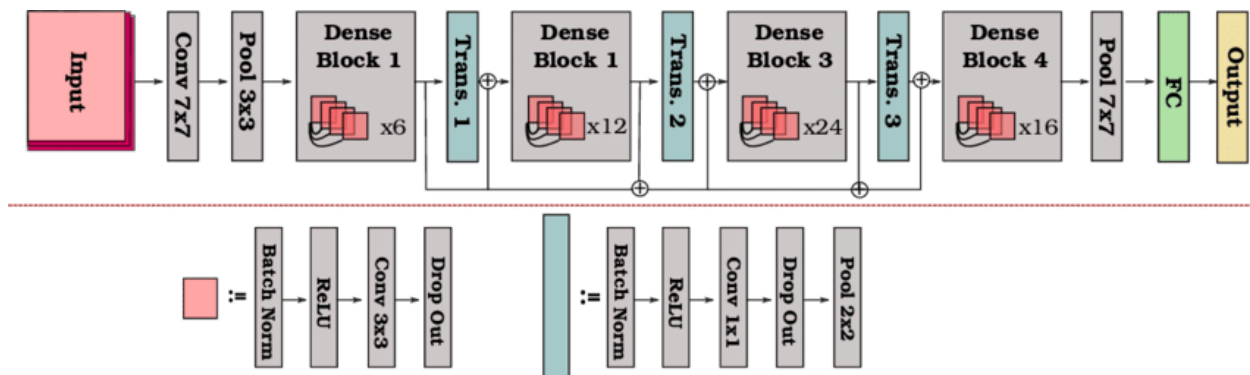 Input
Conv 7x7
Pool 3x3
Dense
Block 1
x6
Trans. 1
Dense
Block 1
x12
Trans. 2
Dense
Block 3
x24
Trans. 3
Dense
Block 4
x16
Pool 7x7
FC
Output
::=
Batch Norm
ReLU
Conv 3x3
Drop Out
::=
Batch Norm
ReLU
Conv 1x1
Drop Out
Pool 2x2